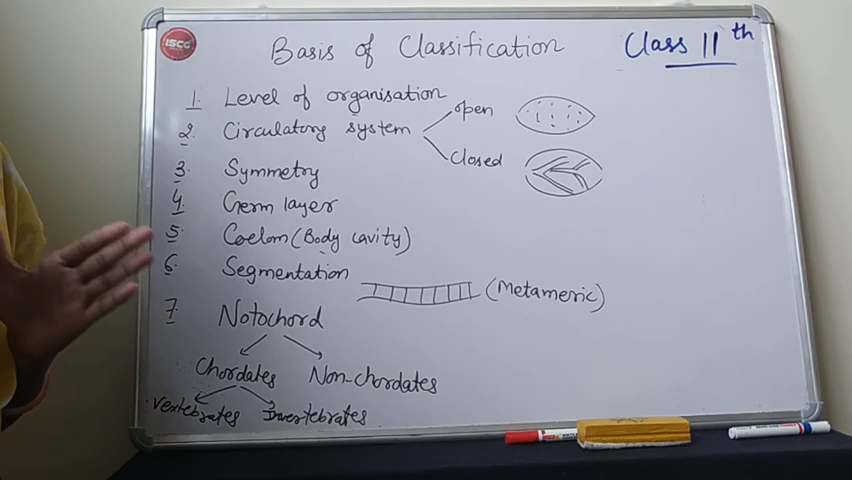 ISCG
Basis of Classification
Class 11th
1. Level of organisation
2. Circulatory system
open
closed
3. Symmetry
4. Germ layer
5. Coelom (Body cavity)
6. Segmentation
(Metameric)
7. Notochord
Chordates
Non-chordates
Vertebrates
Invertebrates